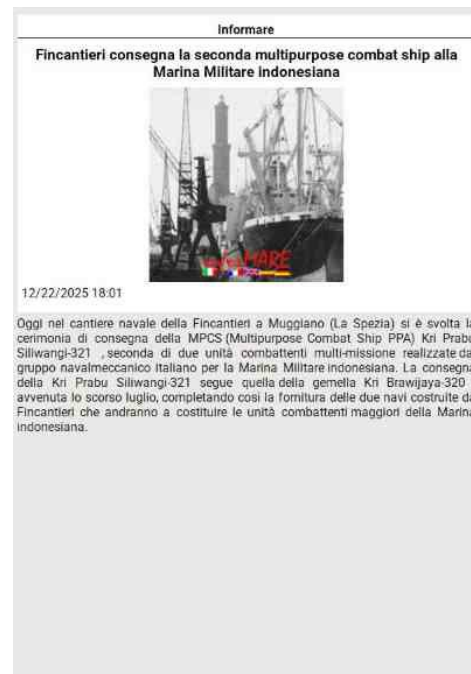 Informare
Fincantieri consegna la seconda multipurpose combat ship alla
Marina Militare indonesiana
MARE
12/22/2025 18:01
Oggi nel cantiere navale della Fincantieri a Muggiano (La Spezia) si è svolta la
cerimonia di consegna della MPCS (Multipurpose Combat Ship PPA) Kri Prabu
Siliwangi-321 , seconda di due unità combattenti multi-missione realizzate dal
gruppo navalmeccanico italiano per la Marina Militare indonesiana. La consegna
della Kri Prabu Siliwangi-321 segue quella della gemella Kri Brawijaya-320 ,
avvenuta lo scorso luglio, completando così la fornitura delle due navi costruite da
Fincantieri che andranno a costituire le unità combattenti maggiori della Marina
indonesiana.